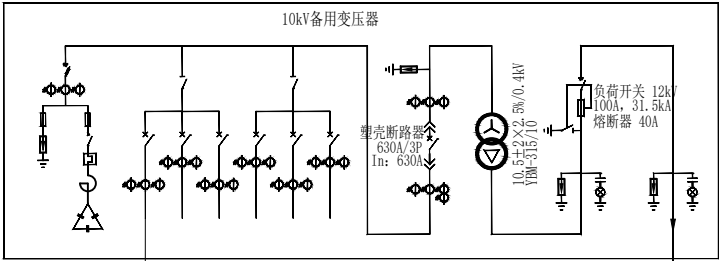 10kV备用变压器
塑壳断路器
630A/3P
In: 630A
10.5±2×2.5%/0.4kV
YBM-315/10
负荷开关 12kV
100A, 31.5kA
熔断器 40A